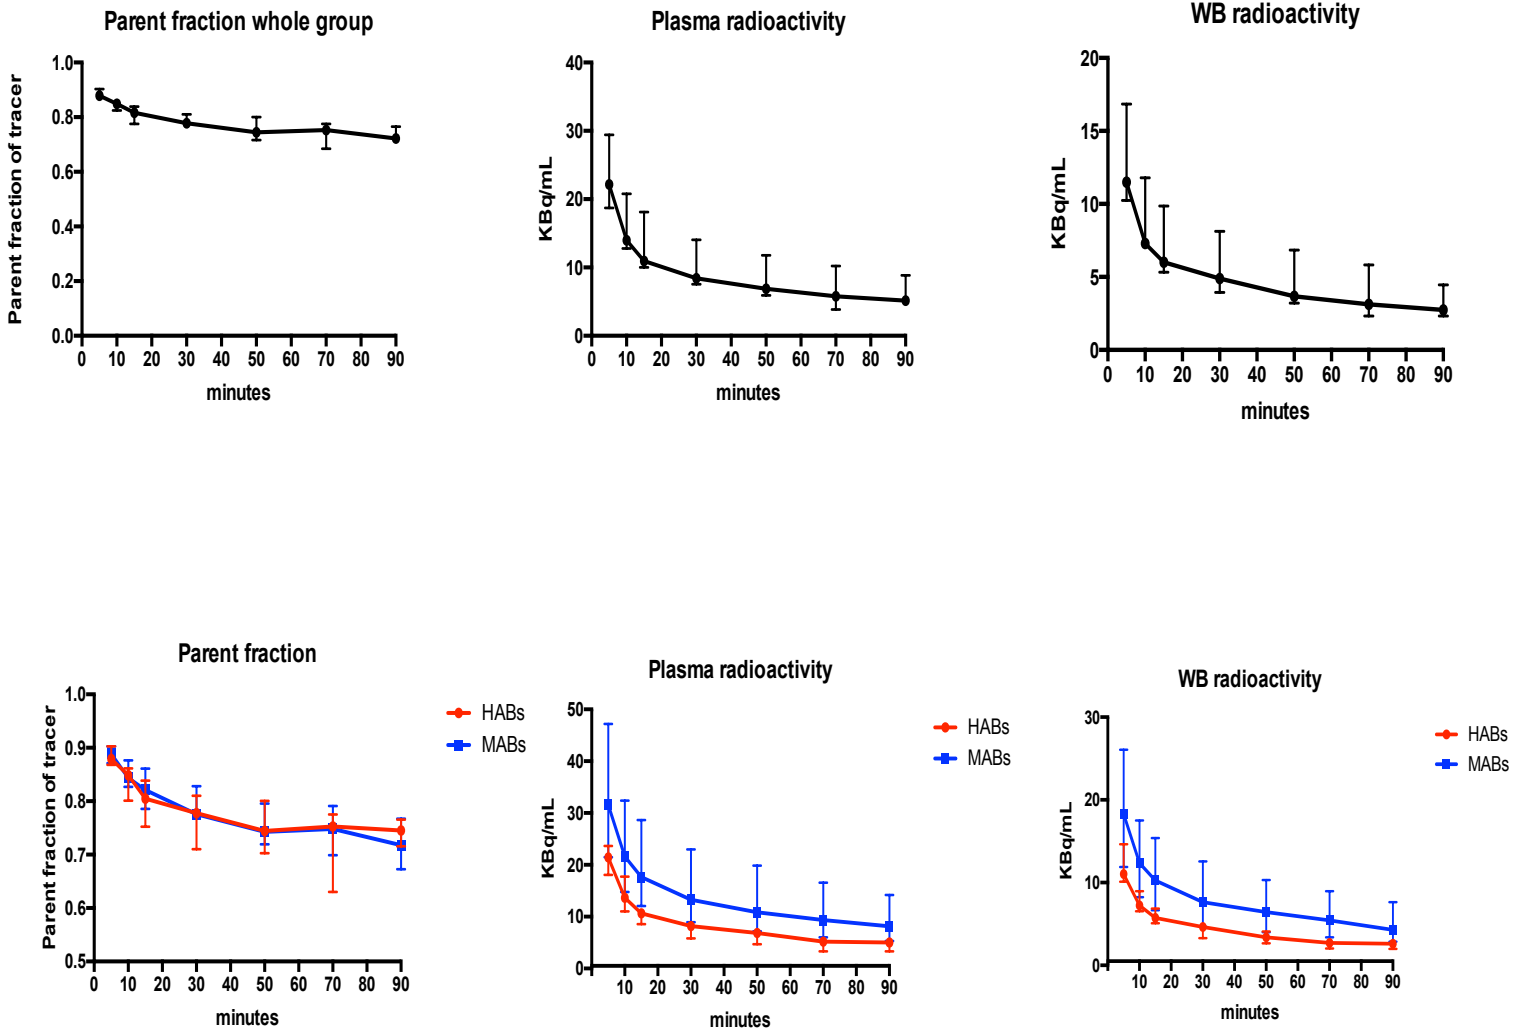 Parent fraction whole group
Parent fraction of tracer
1.0
0.8
0.6
0.4
0.2
0.0
0 10 20 30 40 50 60 70 80 90
minutes
Plasma radioactivity
KBq/mL
40
30
20
10
0
0 10 20 30 40 50 60 70 80 90
minutes
WB radioactivity
KBq/mL
20
15
10
5
0
0 10 20 30 40 50 60 70 80 90
minutes
Parent fraction
Parent fraction of tracer
1.0
0.9
0.8
0.7
0.6
0.5
0 10 20 30 40 50 60 70 80 90
minutes
HABs
MABs
Plasma radioactivity
KBq/mL
50
40
30
20
10
0
10 20 30 40 50 60 70 80 90
minutes
HABs
MABs
WB radioactivity
KBq/mL
30
20
10
0
10 20 30 40 50 60 70 80 90
minutes
HABs
MABs